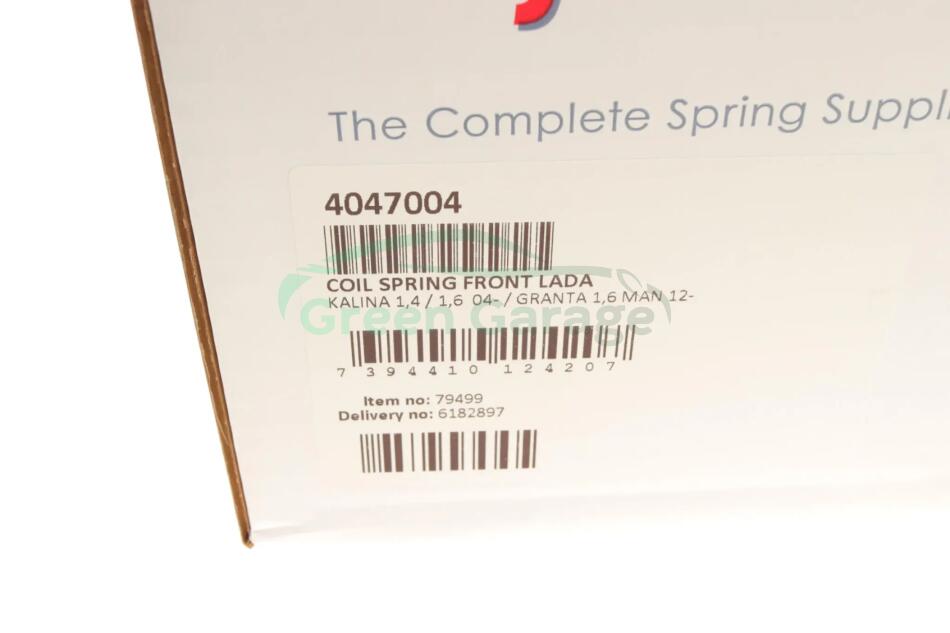 The Complete Spring
4047004
COIL SPRING FRONT LADA
KALINA 1,4 / 1,6 04- / GRANTA 1,6 MAN 12-
Green Garage
7 394410 124207
Item no: 79499
Delivery no: 6182897